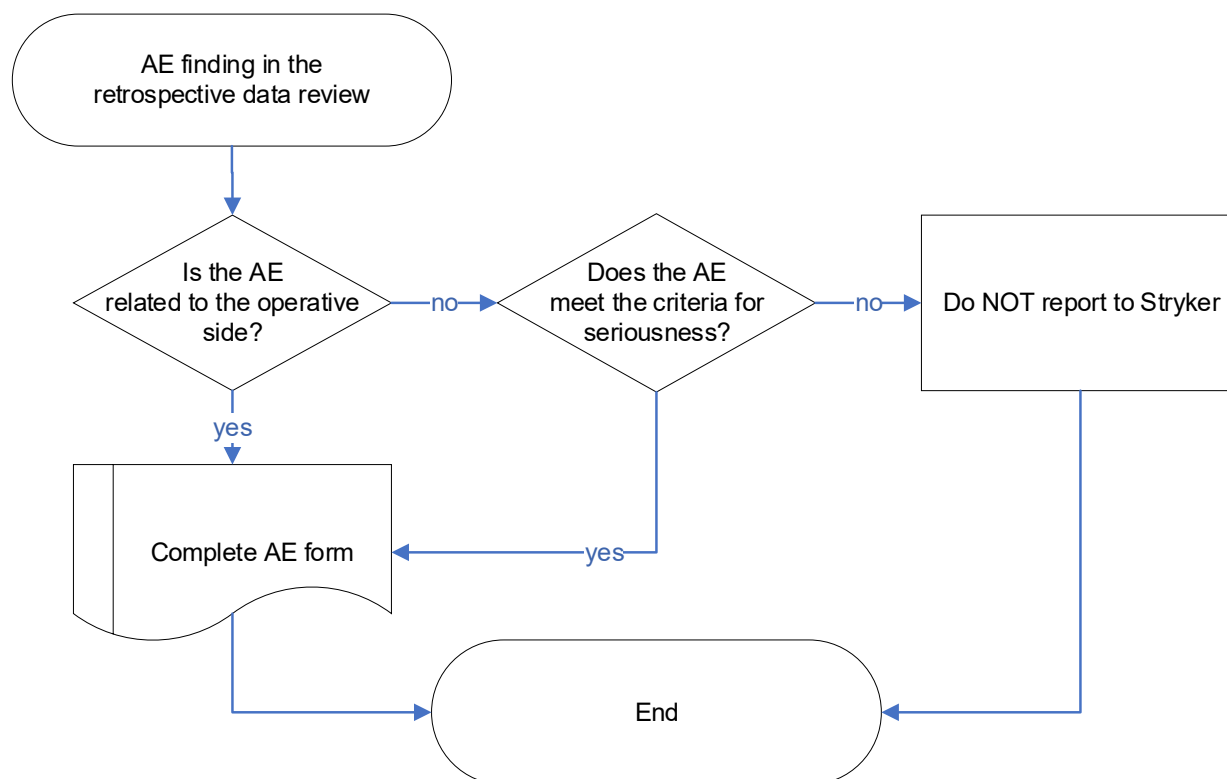 AE finding in the
retrospective data review
Is the AE
related to the operative
side?
no
Does the AE
meet the criteria for
seriousness?
no
Do NOT report to Stryker
yes
Complete AE form
yes
End